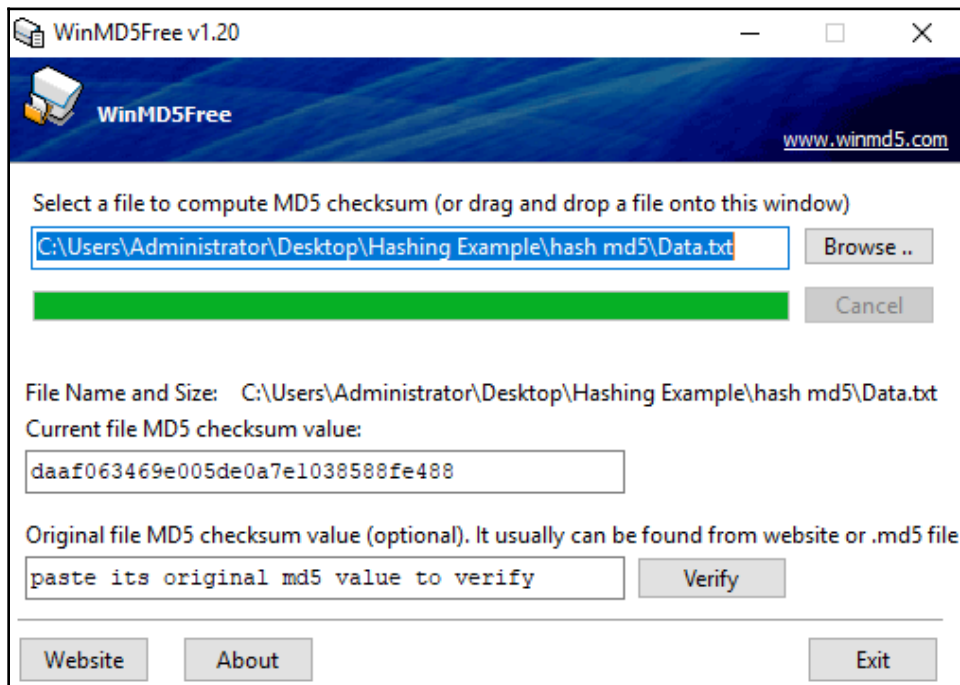 WinMD5Free v1.20
WinMD5Free
www.winmd5.com
Select a file to compute MD5 checksum (or drag and drop a file onto this window)
C:\Users\Administrator\Desktop\Hashing Example\hash md5\Data.txt
Browse ..
Cancel
File Name and Size: C:\Users\Administrator\Desktop\Hashing Example\hash md5\Data.txt
Current file MD5 checksum value:
daaf063469e005de0a7e1038588fe488
Original file MD5 checksum value (optional). It usually can be found from website or .md5 file
paste its original md5 value to verify
Verify
Website
About
Exit